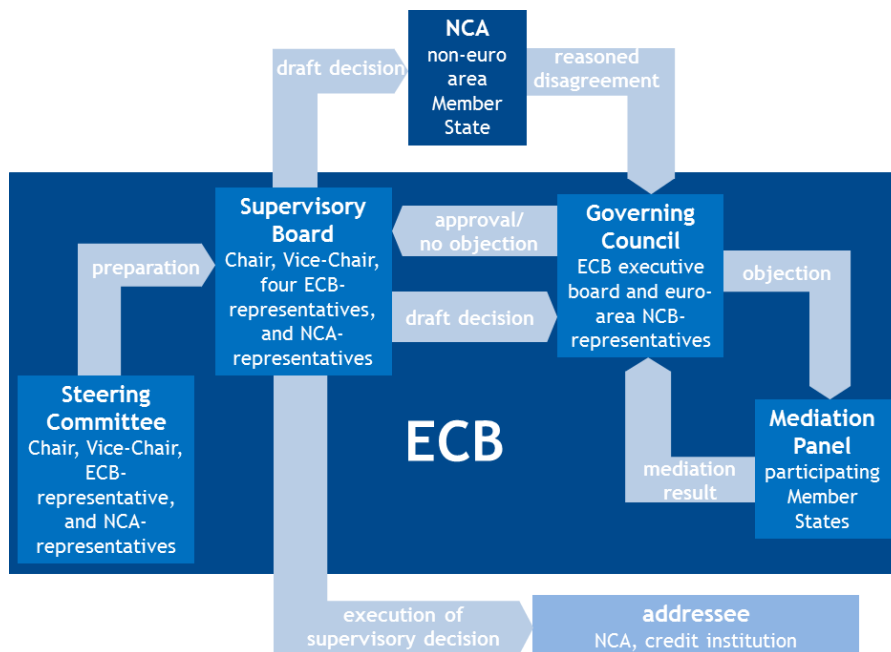 NCA
non-euro
area
Member
State
draft decision
reasoned
disagreement
Supervisory
Board
Chair, Vice-Chair,
four ECB-
representatives,
and NCA-
representatives
approval/
no objection
Governing
Council
ECB executive
board and euro-
area NCB-
representatives
preparation
objection
draft decision
Steering
Committee
Chair, Vice-Chair,
ECB-
representative,
and NCA-
representatives
ECB
Mediation
Panel
participating
Member
States
mediation
result
execution of
supervisory decision
addressee
NCA, credit institution